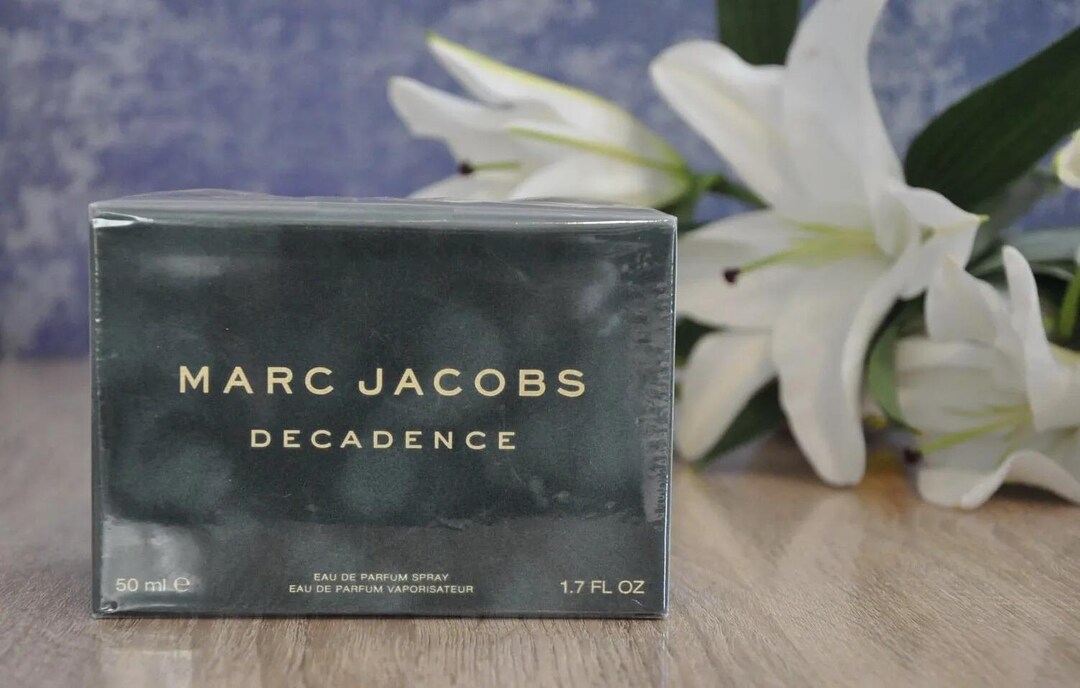 MARC JACOBS
DECADENCE
EAU DE PARFUM SPRAY
EAU DE PARFUM VAPORISATEUR
50 ml ℮
1.7 FL OZ